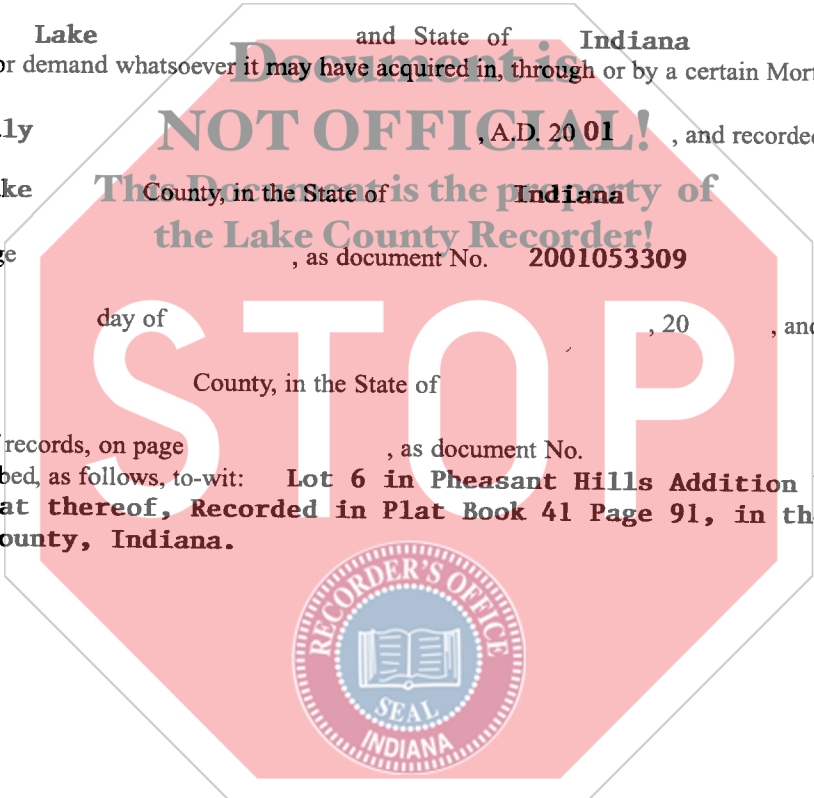 Lake and State of Indiana
or demand whatsoever it may have acquired in, through or by a certain Mort
Document is
NOT OFFICIAL!
ly , A.D. 20 01 , and recorded
This Document is the property of
ke County, in the State of Indiana
the Lake County Recorder!
ge , as document No. 2001053309
day of , 20 , and
STOP
County, in the State of
records, on page , as document No.
bed, as follows, to-wit: Lot 6 in Pheasant Hills Addition
at thereof, Recorded in Plat Book 41 Page 91, in th
ounty, Indiana.
RECORDER'S OFFICE
SEAL
INDIANA